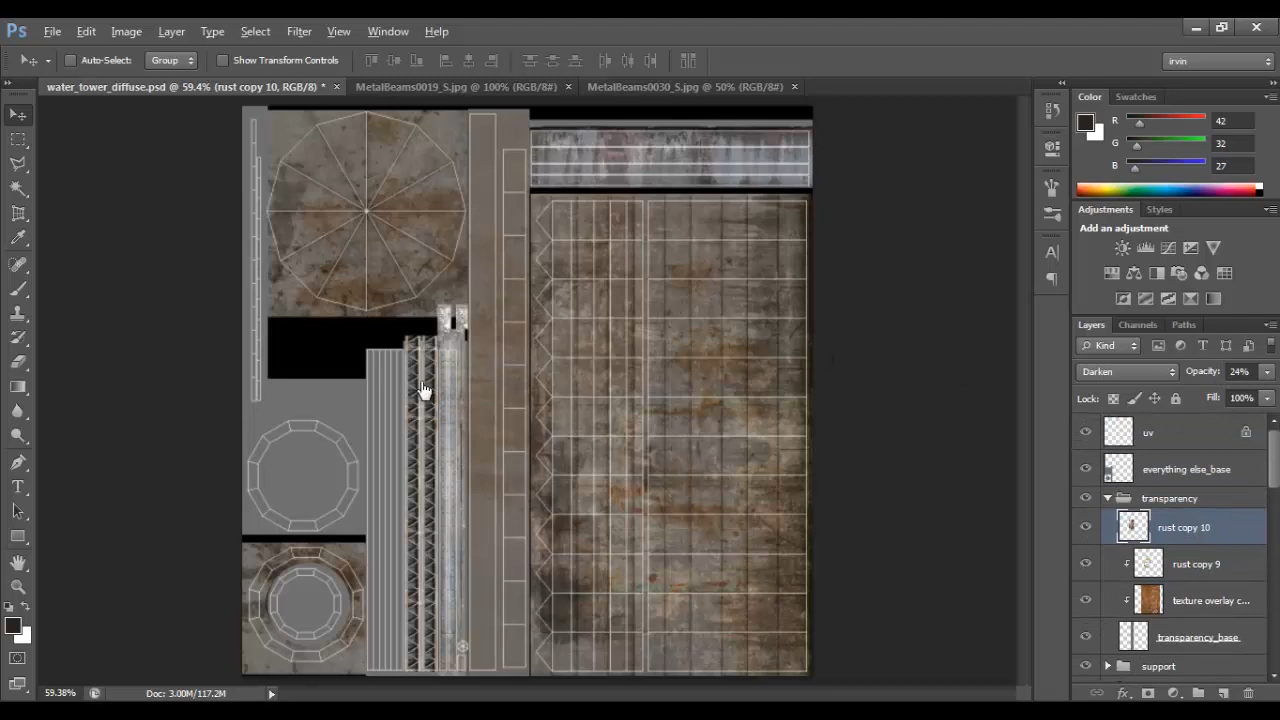 Ps File Edit Image Layer Type Select Filter View Window Help
Auto-Select: Group Show Transform Controls irvin
water_tower_diffuse.psd @ 59.4% (rust copy 10, RGB/8) * × MetalBeams0019_S.jpg @ 100% (RGB/8#) × MetalBeams0030_S.jpg @ 50% (RGB/8#) ×
Color Swatches
R 42
G 32
B 27
Adjustments Styles
Add an adjustment
Layers Channels Paths
Kind
Darken Opacity: 24%
Lock: Fill: 100%
uv
everything else_base
transparency
rust copy 10
rust copy 9
texture overlay c...
transparency_base
support
59.38% Doc: 3.00M/117.2M